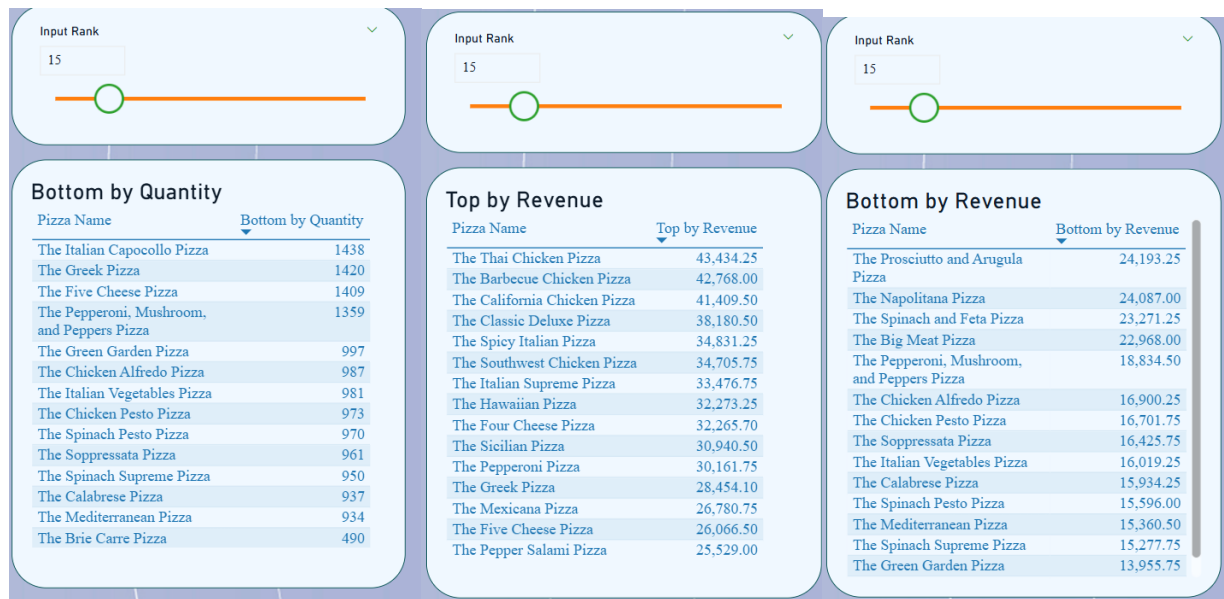 Input Rank
15
Bottom by Quantity
Pizza Name Bottom by Quantity
The Italian Capocollo Pizza 1438
The Greek Pizza 1420
The Five Cheese Pizza 1409
The Pepperoni, Mushroom, 1359
and Peppers Pizza
The Green Garden Pizza 997
The Chicken Alfredo Pizza 987
The Italian Vegetables Pizza 981
The Chicken Pesto Pizza 973
The Spinach Pesto Pizza 970
The Soppressata Pizza 961
The Spinach Supreme Pizza 950
The Calabrese Pizza 937
The Mediterranean Pizza 934
The Brie Carre Pizza 490
Input Rank
15
Top by Revenue
Pizza Name Top by Revenue
The Thai Chicken Pizza 43,434.25
The Barbecue Chicken Pizza 42,768.00
The California Chicken Pizza 41,409.50
The Classic Deluxe Pizza 38,180.50
The Spicy Italian Pizza 34,831.25
The Southwest Chicken Pizza 34,705.75
The Italian Supreme Pizza 33,476.75
The Hawaiian Pizza 32,273.25
The Four Cheese Pizza 32,265.70
The Sicilian Pizza 30,940.50
The Pepperoni Pizza 30,161.75
The Greek Pizza 28,454.10
The Mexicana Pizza 26,780.75
The Five Cheese Pizza 26,066.50
The Pepper Salami Pizza 25,529.00
Input Rank
15
Bottom by Revenue
Pizza Name Bottom by Revenue
The Prosciutto and Arugula 24,193.25
Pizza
The Napolitana Pizza 24,087.00
The Spinach and Feta Pizza 23,271.25
The Big Meat Pizza 22,968.00
The Pepperoni, Mushroom, 18,834.50
and Peppers Pizza
The Chicken Alfredo Pizza 16,900.25
The Chicken Pesto Pizza 16,701.75
The Soppressata Pizza 16,425.75
The Italian Vegetables Pizza 16,019.25
The Calabrese Pizza 15,934.25
The Spinach Pesto Pizza 15,596.00
The Mediterranean Pizza 15,360.50
The Spinach Supreme Pizza 15,277.75
The Green Garden Pizza 13,955.75